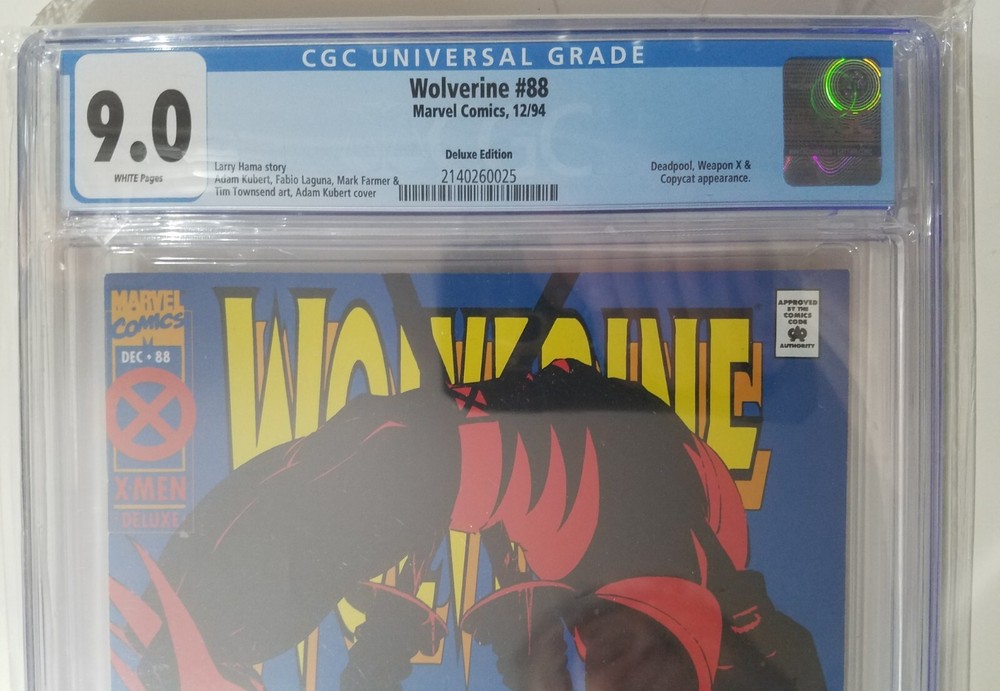 CGC UNIVERSAL GRADE
9.0
WHITE Pages
Wolverine #88
Marvel Comics, 12/94
Deluxe Edition
2140260025
Larry Hama story
Adam Kubert, Fabio Laguna, Mark Farmer &
Tim Townsend art, Adam Kubert cover
Deadpool, Weapon X &
Copycat appearance.
MARVEL
COMICS
DEC • 88
X-MEN
DELUXE
WOLVERINE
APPROVED
BY THE
COMICS
CODE
AUTHORITY